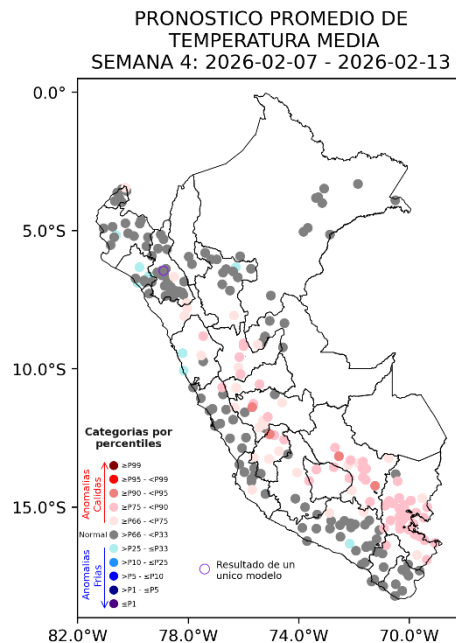 PRONOSTICO PROMEDIO DE
TEMPERATURA MEDIA
SEMANA 4: 2026-02-07 - 2026-02-13
0.0°
5.0°S
10.0°S
15.0°S
Categorias por
percentiles
Anomalias
Calidas
≥P99
≥P95 - <P99
≥P90 - <P95
≥P75 - <P90
≥P66 - <P75
Normal
>P66 - <P33
>P25 - ≤P33
>P10 - ≤P25
>P5 - ≤P10
>P1 - ≤P5
≤P1
Anomalias
Frias
Resultado de un
unico modelo
82.0°W
78.0°W
74.0°W
70.0°W